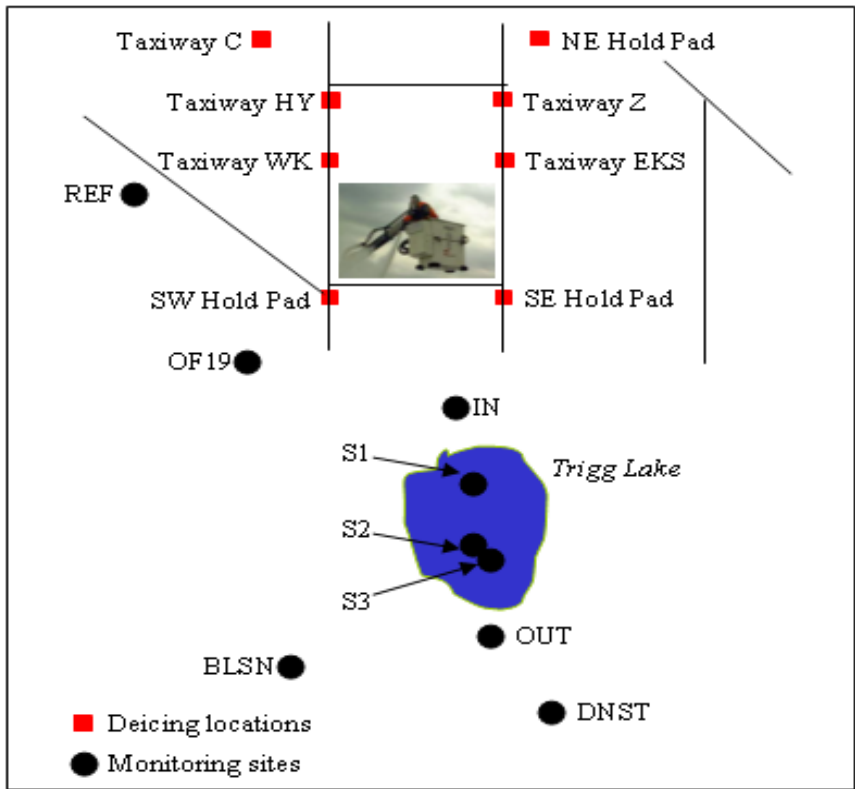 Taxiway C
NE Hold Pad
Taxiway HY
Taxiway Z
Taxiway WK
Taxiway EKS
REF
SW Hold Pad
SE Hold Pad
OF19
IN
S1
Trigg Lake
S2
S3
OUT
BLSN
DNST
Deicing locations
Monitoring sites